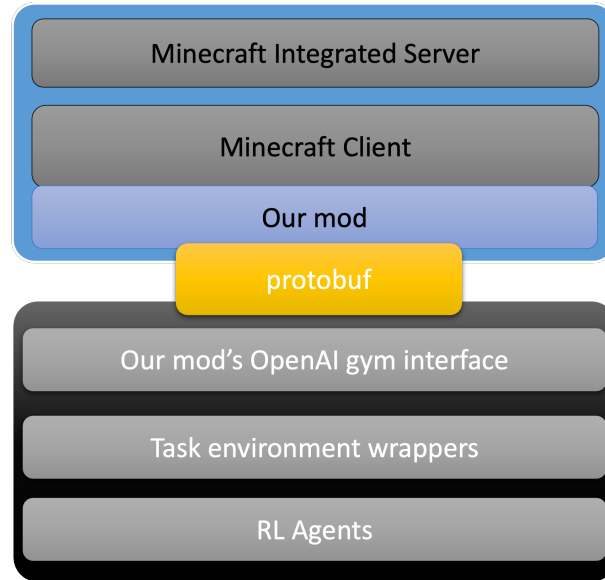 Minecraft Integrated Server
Minecraft Client
Our mod
protobuf
Our mod’s OpenAI gym interface
Task environment wrappers
RL Agents